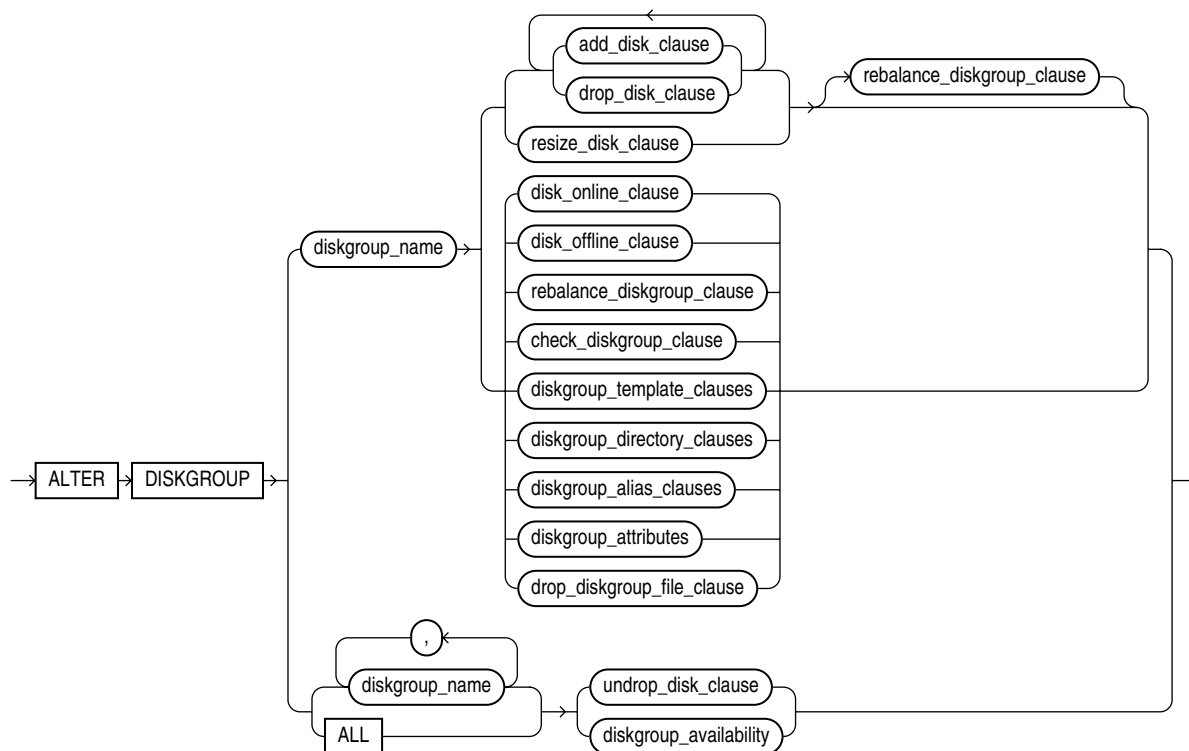 add_disk_clause
rebalance_diskgroup_clause
drop_disk_clause
resize_disk_clause
disk_online_clause
diskgroup_name
disk_offline_clause
rebalance_diskgroup_clause
check_diskgroup_clause
diskgroup_template_clauses
diskgroup_directory_clauses
ALTER
DISKGROUP
diskgroup_alias_clauses
diskgroup_attributes
drop_diskgroup_file_clause
,
diskgroup_name
undrop_disk_clause
ALL
diskgroup_availability